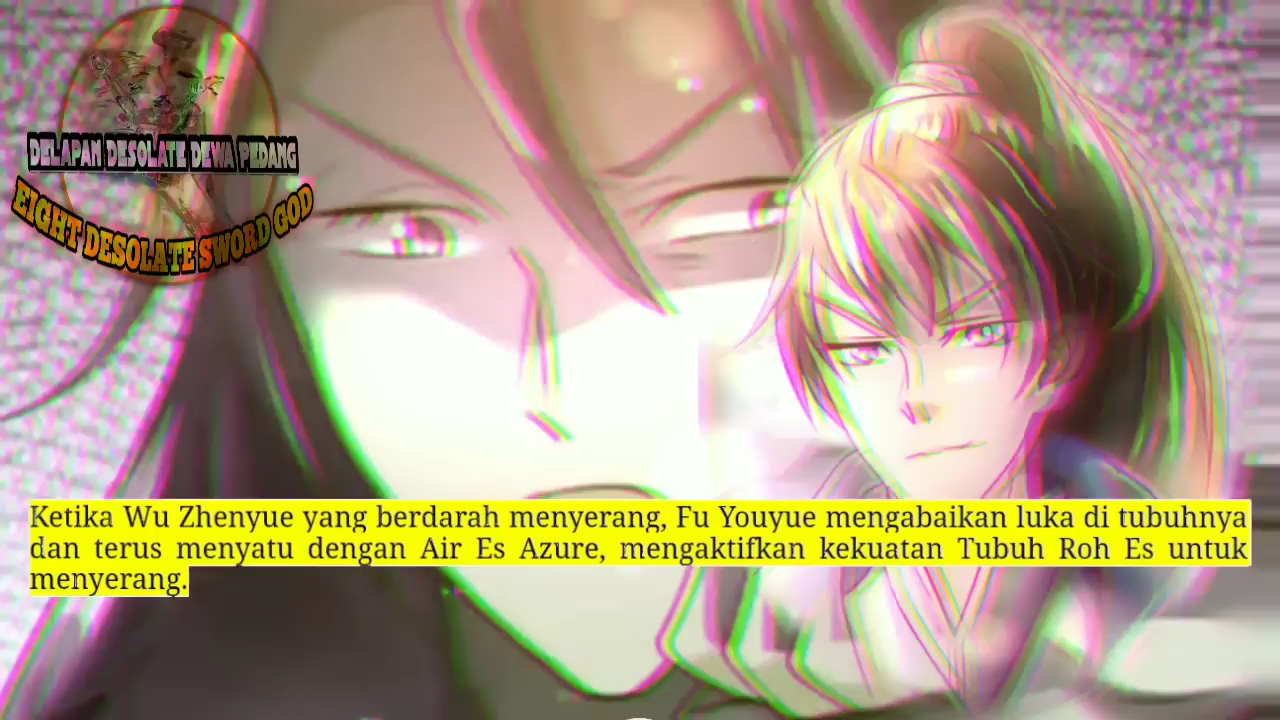 DELAPAN DESOLATE DEWA PEDANG
EIGHT DESOLATE SWORD GOD
Ketika Wu Zhenyue yang berdarah menyerang, Fu Youyue mengabaikan luka di tubuhnya
dan terus menyatu dengan Air Es Azure, mengaktifkan kekuatan Tubuh Roh Es untuk
menyerang.